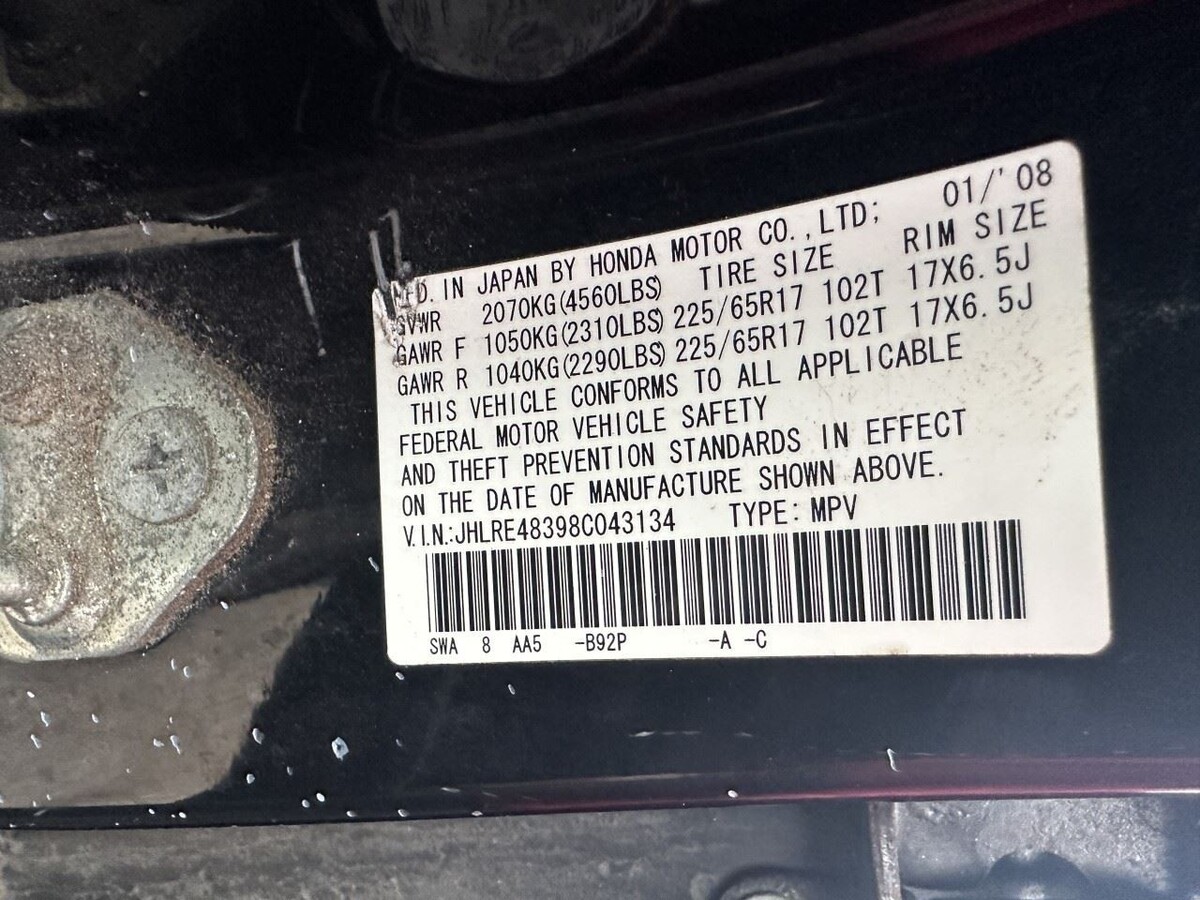 MFD. IN JAPAN BY HONDA MOTOR CO.,LTD; 01/'08
GVWR 2070KG(4560LBS) TIRE SIZE RIM SIZE
GAWR F 1050KG(2310LBS) 225/65R17 102T 17X6.5J
GAWR R 1040KG(2290LBS) 225/65R17 102T 17X6.5J
THIS VEHICLE CONFORMS TO ALL APPLICABLE
FEDERAL MOTOR VEHICLE SAFETY
AND THEFT PREVENTION STANDARDS IN EFFECT
ON THE DATE OF MANUFACTURE SHOWN ABOVE.
V.I.N.:JHLRE48398C043134 TYPE: MPV
SWA 8 AA5 -B92P -A -C